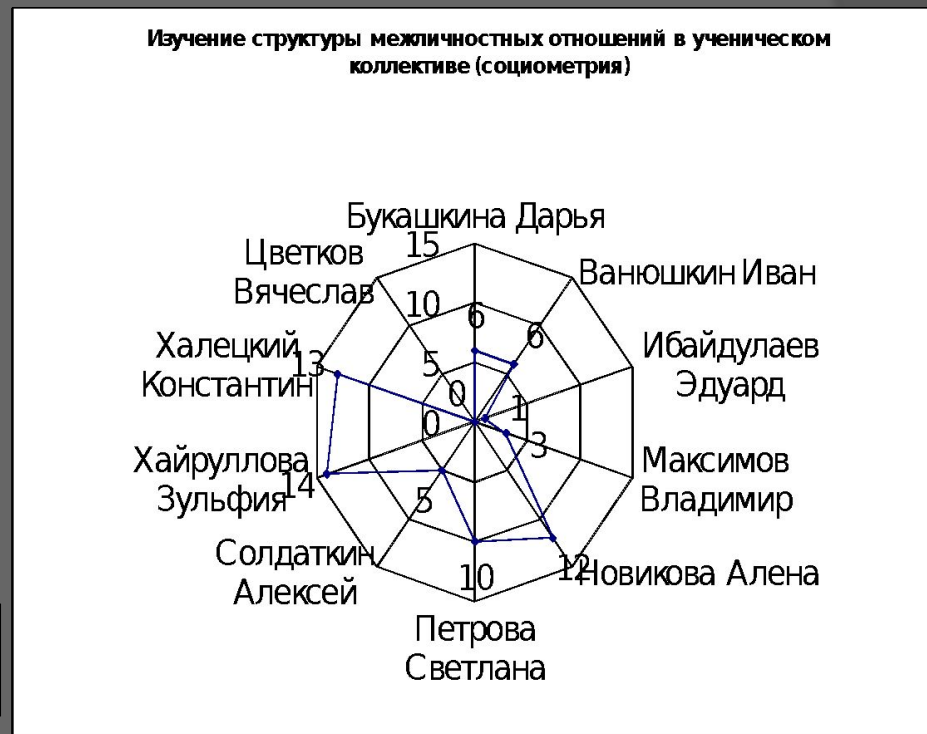 Изучение структуры межличностных отношений в ученическом
коллективе (социометрия)
Букашкина Дарья
15
Цветков
Вячеслав
Ванюшкин Иван
10
6
6
Халецкий
Константин
13
5
Ибайдулаев
Эдуард
0
1
0
3
Хайруллова
Зульфия
14
Максимов
Владимир
5
Солдаткин
Алексей
10
12
Новикова Алена
Петрова
Светлана